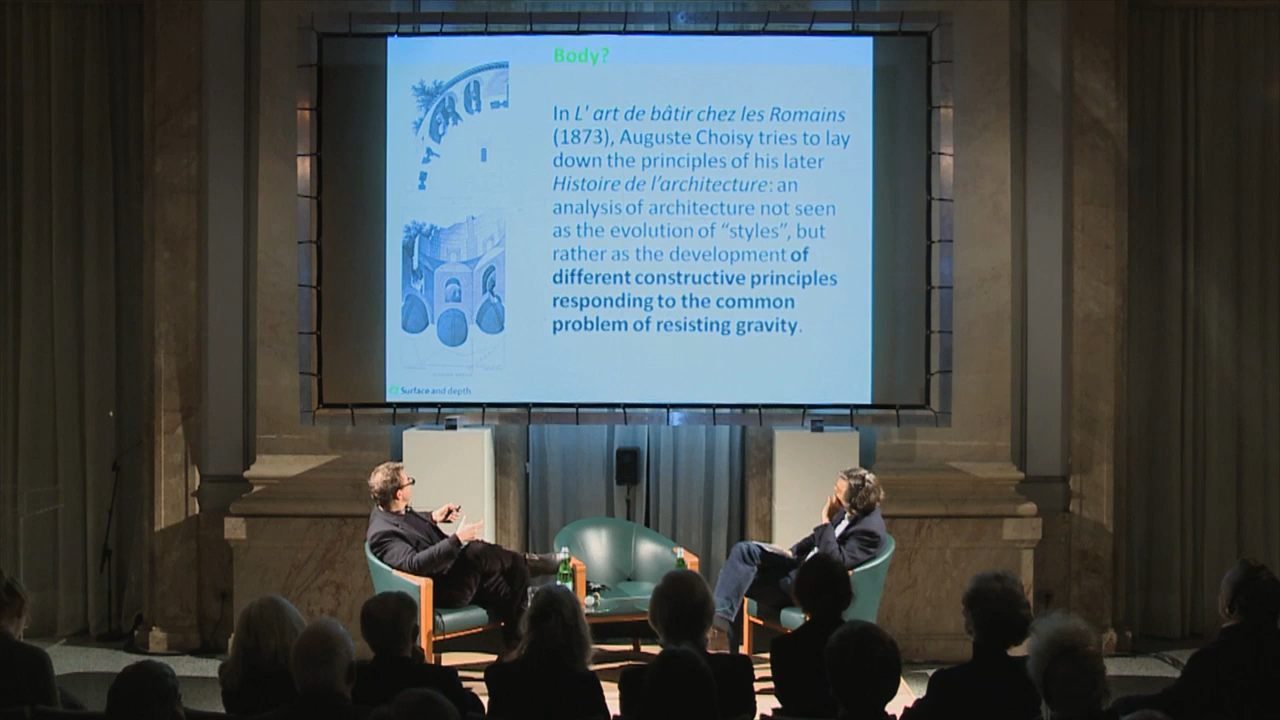 Body?
In L' art de bâtir chez les Romains
(1873), Auguste Choisy tries to lay
down the principles of his later
Histoire de l'architecture: an
analysis of architecture not seen
as the evolution of “styles”, but
rather as the development of
different constructive principles
responding to the common
problem of resisting gravity.
Surface and depth